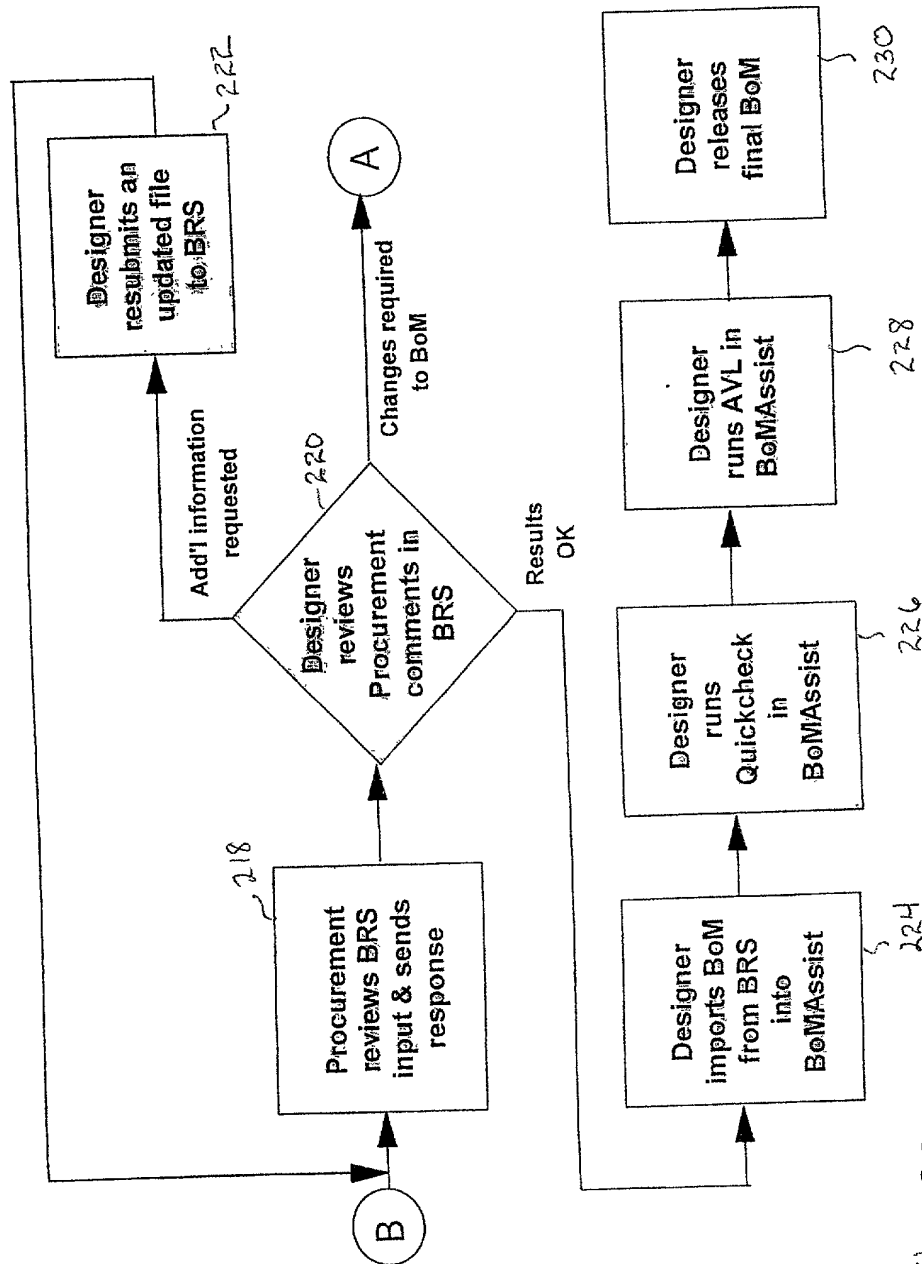 B
Procurement
reviews BRS
input & sends
response
218
Designer
reviews
Procurement
comments in
BRS
220
Add'l information
requested
Designer
resubmits an
updated file
to BRS
222
Changes required
to BoM
A
Results
OK
Designer
imports BoM
from BRS
into
BoMAssist
224
Designer
runs
Quickcheck
in
BoMAssist
226
Designer
runs AVL in
BoMAssist
228
Designer
releases
final BoM
230